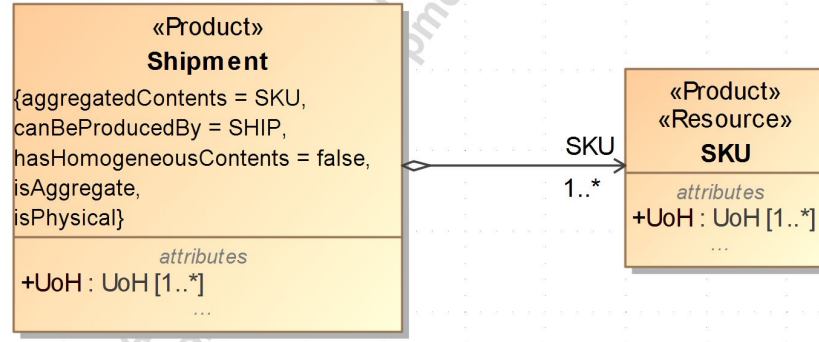 «Product»
Shipment
{aggregatedContents = SKU,
canBeProducedBy = SHIP,
hasHomogeneousContents = false,
isAggregate,
isPhysical}
attributes
+UoH : UoH [1..*]
...
SKU
1..*
«Product»
«Resource»
SKU
attributes
+UoH : UoH [1..*]
...